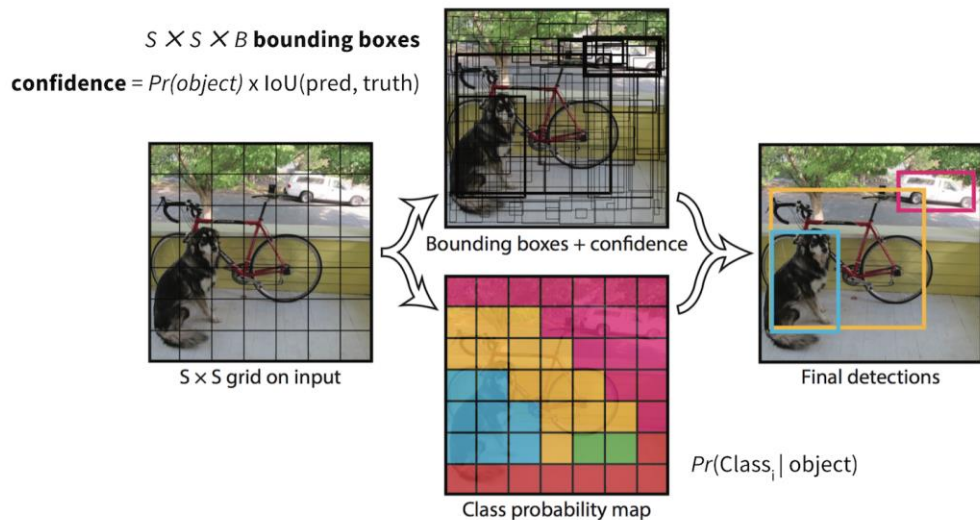 S × S × B bounding boxes
confidence = Pr(object) x IoU(pred, truth)
S × S grid on input
Bounding boxes + confidence
Class probability map
Pr(Classᵢ | object)
Final detections